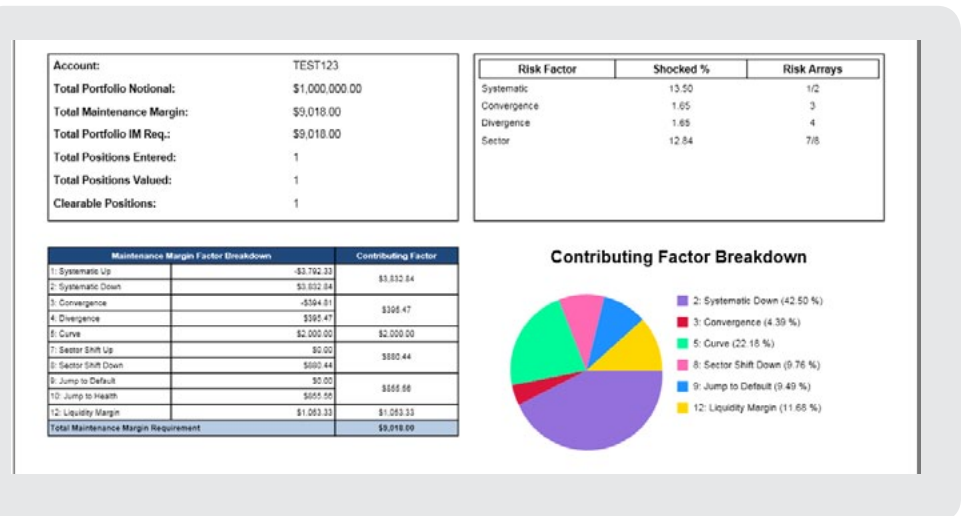 Account: TEST123
Total Portfolio Notional: $1,000,000.00
Total Maintenance Margin: $9,018.00
Total Portfolio IM Req.: $9,018.00
Total Positions Entered: 1
Total Positions Valued: 1
Clearable Positions: 1
Risk Factor Shocked % Risk Arrays
Systematic 13.50 1/2
Convergence 1.65 3
Divergence 1.65 4
Sector 12.84 7/8
Maintenance Margin Factor Breakdown Contributing Factor
1: Systematic Up -$3,792.33
$3,832.84
2: Systematic Down $3,832.84
3: Convergence -$394.81
$395.47
4: Divergence $395.47
5: Curve $2,000.00 $2,000.00
7: Sector Shift Up $0.00
$880.44
8: Sector Shift Down $880.44
9: Jump to Default $0.00
$855.56
10: Jump to Health $855.56
12: Liquidity Margin $1,053.33 $1,053.33
Total Maintenance Margin Requirement $9,018.00
Contributing Factor Breakdown
2: Systematic Down (42.50 %)
3: Convergence (4.39 %)
5: Curve (22.18 %)
8: Sector Shift Down (9.76 %)
9: Jump to Default (9.49 %)
12: Liquidity Margin (11.68 %)